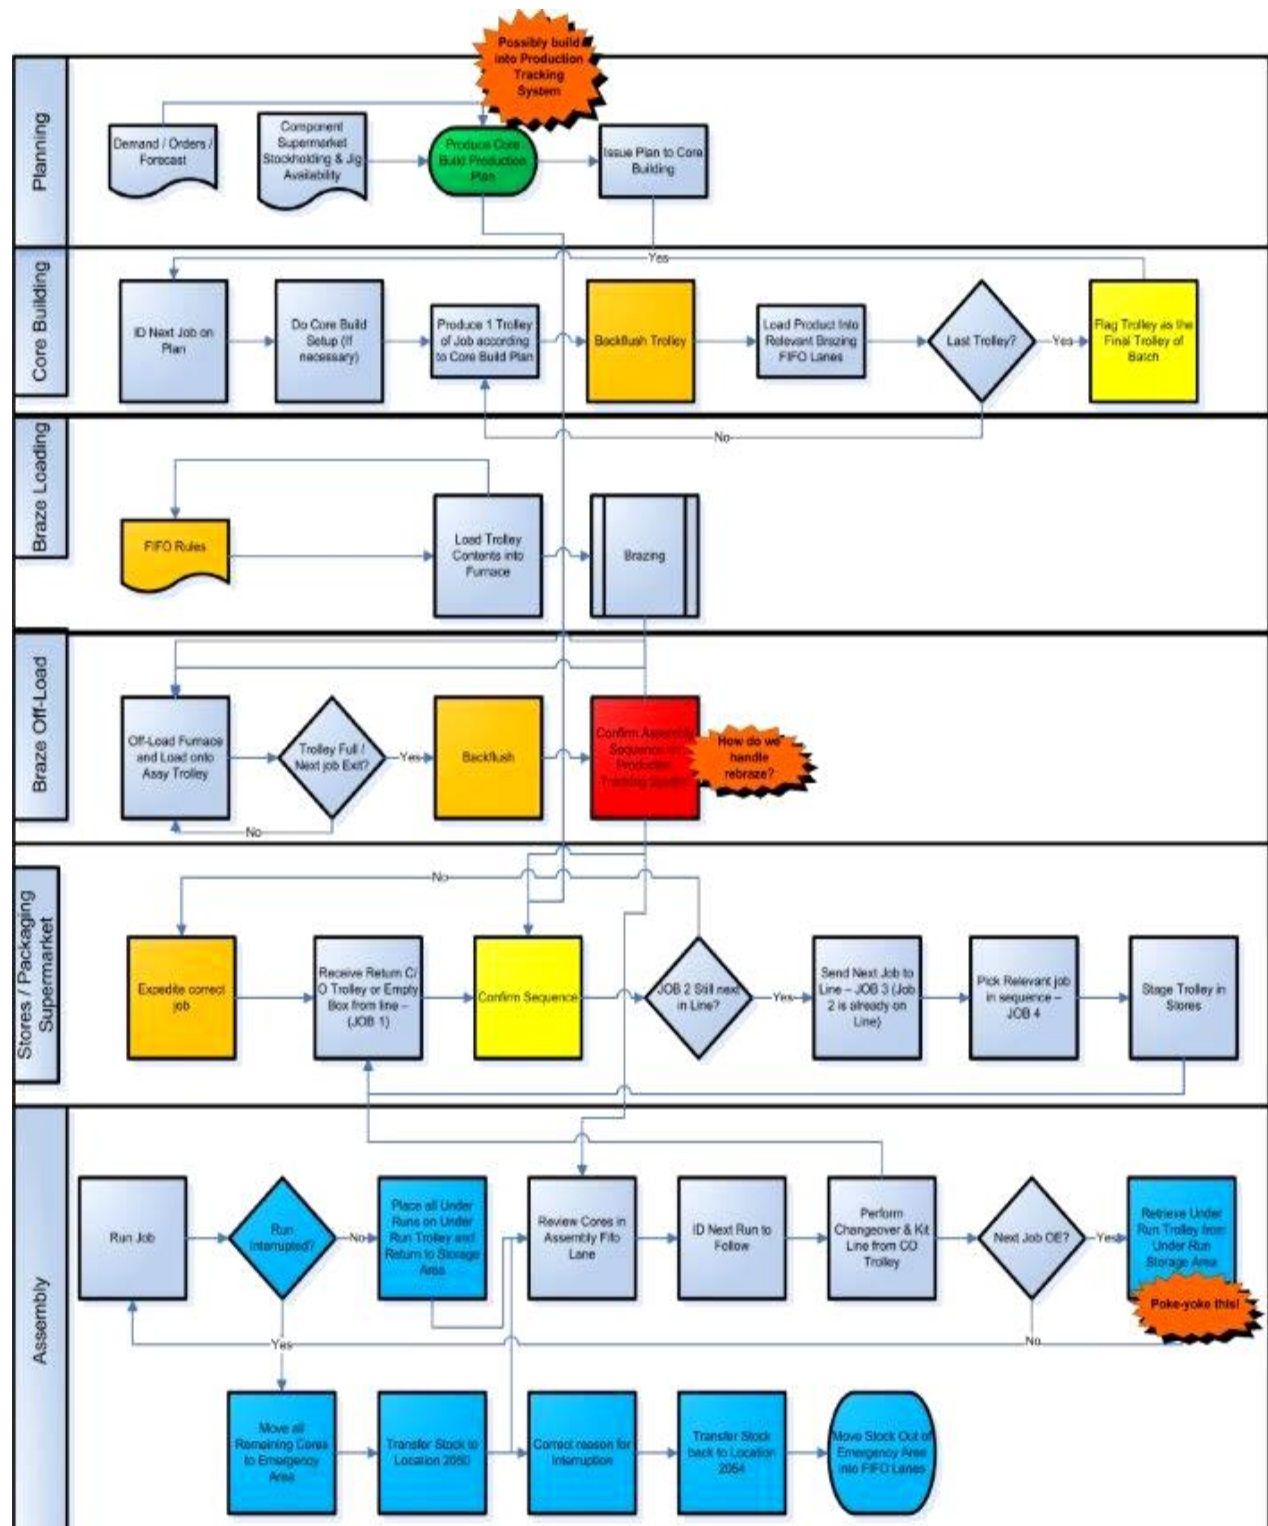 Possibly build
into Production
Tracking
System
Planning
Demand / Orders /
Forecast
Component
Supermarket
Stockholding & Jig
Availability
Produce Core
Build Production
Plan
Issue Plan to Core
Building
Core Building
Yes
ID Next Job on
Plan
Do Core Build
Setup (If
necessary)
Produce 1 Trolley
of Job according
to Core Build Plan
Backflush Trolley
Load Product Into
Relevant Brazing
FIFO Lanes
Last Trolley?
Yes
Flag Trolley as the
Final Trolley of
Batch
No
Braze Loading
FIFO Rules
Load Trolley
Contents into
Furnace
Brazing
Braze Off-Load
Off-Load Furnace
and Load onto
Assy Trolley
Trolley Full /
Next job Exit?
Yes
Backflush
Confirm Assembly
Sequence
Production
Tracking System
How do we
handle
rebraze?
No
Stores / Packaging
Supermarket
No
Expedite correct
job
Receive Return C/
O Trolley or Empty
Box from line –
(JOB 1)
Confirm Sequence
JOB 2 Still next
in Line?
Yes
Send Next Job to
Line – JOB 3 (Job
2 is already on
Line)
Pick Relevant job
in sequence –
JOB 4
Stage Trolley in
Stores
Assembly
Run Job
Run
Interrupted?
No
Place all Under
Runs on Under
Run Trolley and
Return to Storage
Area
Review Cores in
Assembly Fifo
Lane
ID Next Run to
Follow
Perform
Changeover & Kit
Line from CO
Trolley
Next Job OE?
Yes
Retrieve Under
Run Trolley from
Under Run
Storage Area
Poke-yoke this!
Yes
No
Move all
Remaining Cores
to Emergency
Area
Transfer Stock to
Location 2050
Correct reason for
Interruption
Transfer Stock
back to Location
2054
Move Stock Out of
Emergency Area
into FIFO Lanes